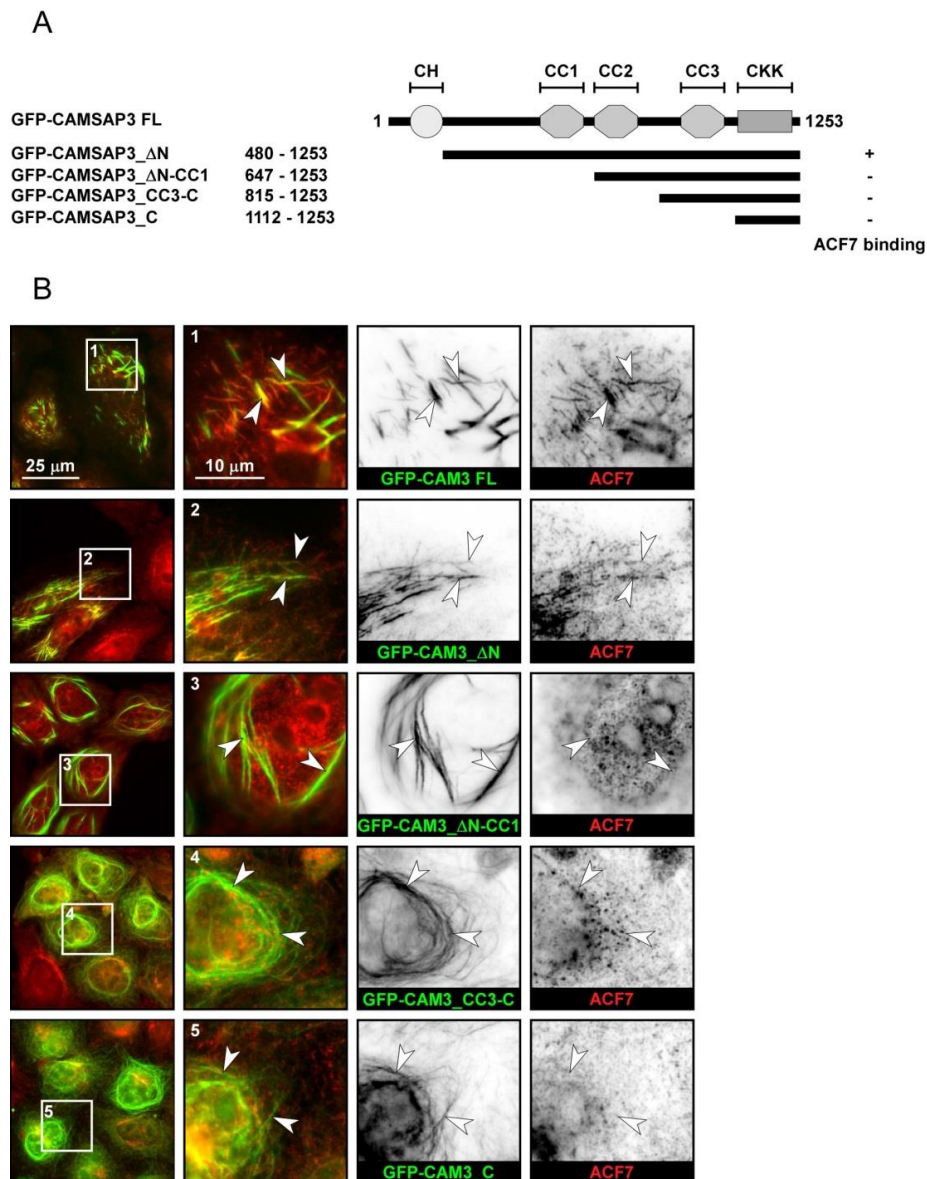 A
CH CC1 CC2 CC3 CKK
GFP-CAMSAP3 FL 1 1253
GFP-CAMSAP3_ΔN 480 - 1253 +
GFP-CAMSAP3_ΔN-CC1 647 - 1253 -
GFP-CAMSAP3_CC3-C 815 - 1253 -
GFP-CAMSAP3_C 1112 - 1253 -
ACF7 binding
B
1 1
25 μm 10 μm
GFP-CAM3 FL ACF7
2 2
GFP-CAM3_ΔN ACF7
3 3
GFP-CAM3_ΔN-CC1 ACF7
4 4
GFP-CAM3_CC3-C ACF7
5 5
GFP-CAM3_C ACF7